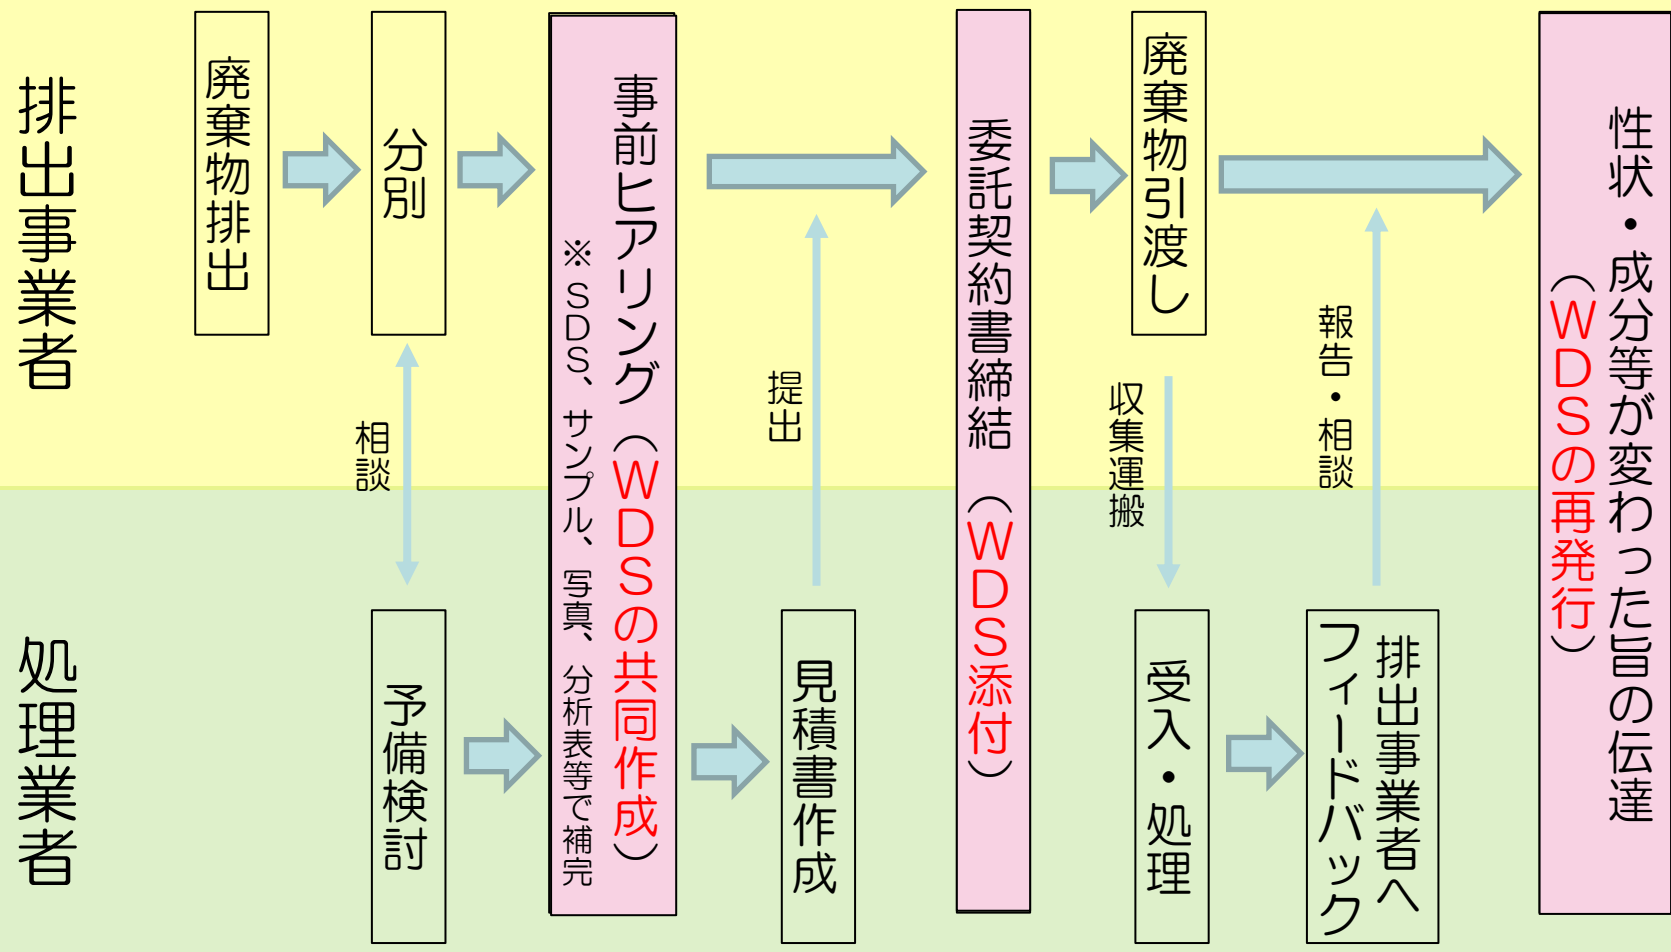 排出事業者
廃棄物排出
分別
相談
事前ヒアリング（WDSの共同作成）
※SDS、サンプル、写真、分析表等で補完
提出
委託契約書締結（WDS添付）
廃棄物引渡し
収集運搬
報告・相談
性状・成分等が変わった旨の伝達
（WDSの再発行）
処理業者
予備検討
見積書作成
受入・処理
排出事業者へ
フィードバック